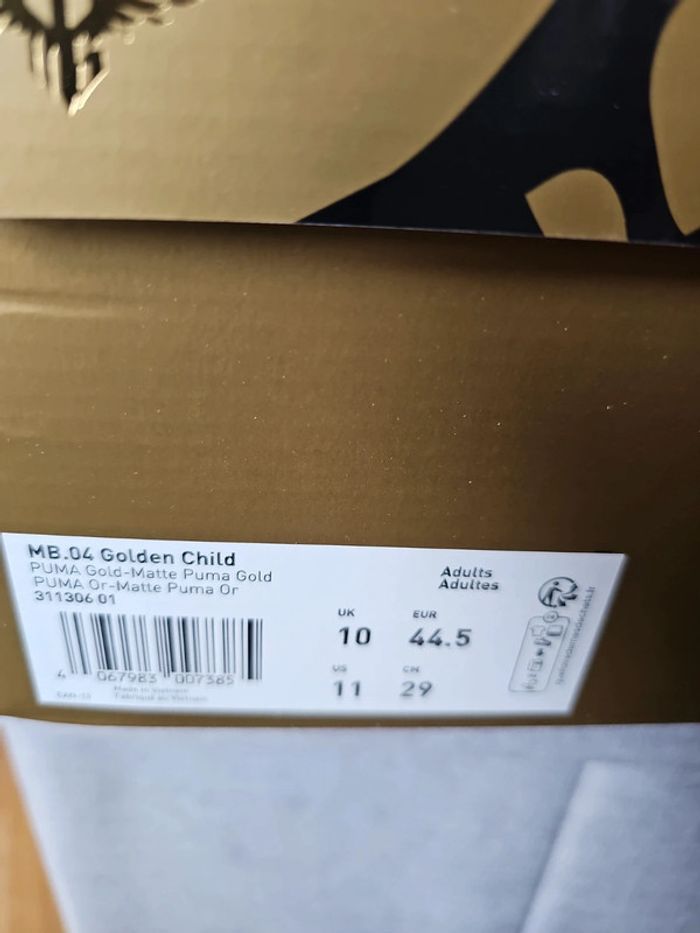 MB.04 Golden Child
PUMA Gold-Matte Puma Gold
PUMA Or-Matte Puma Or
311306 01
4 067983 007385
Made in Vietnam
Fabriqué au Vietnam
Adults
Adultes
UK
10
EUR
44.5
US
11
CM
29